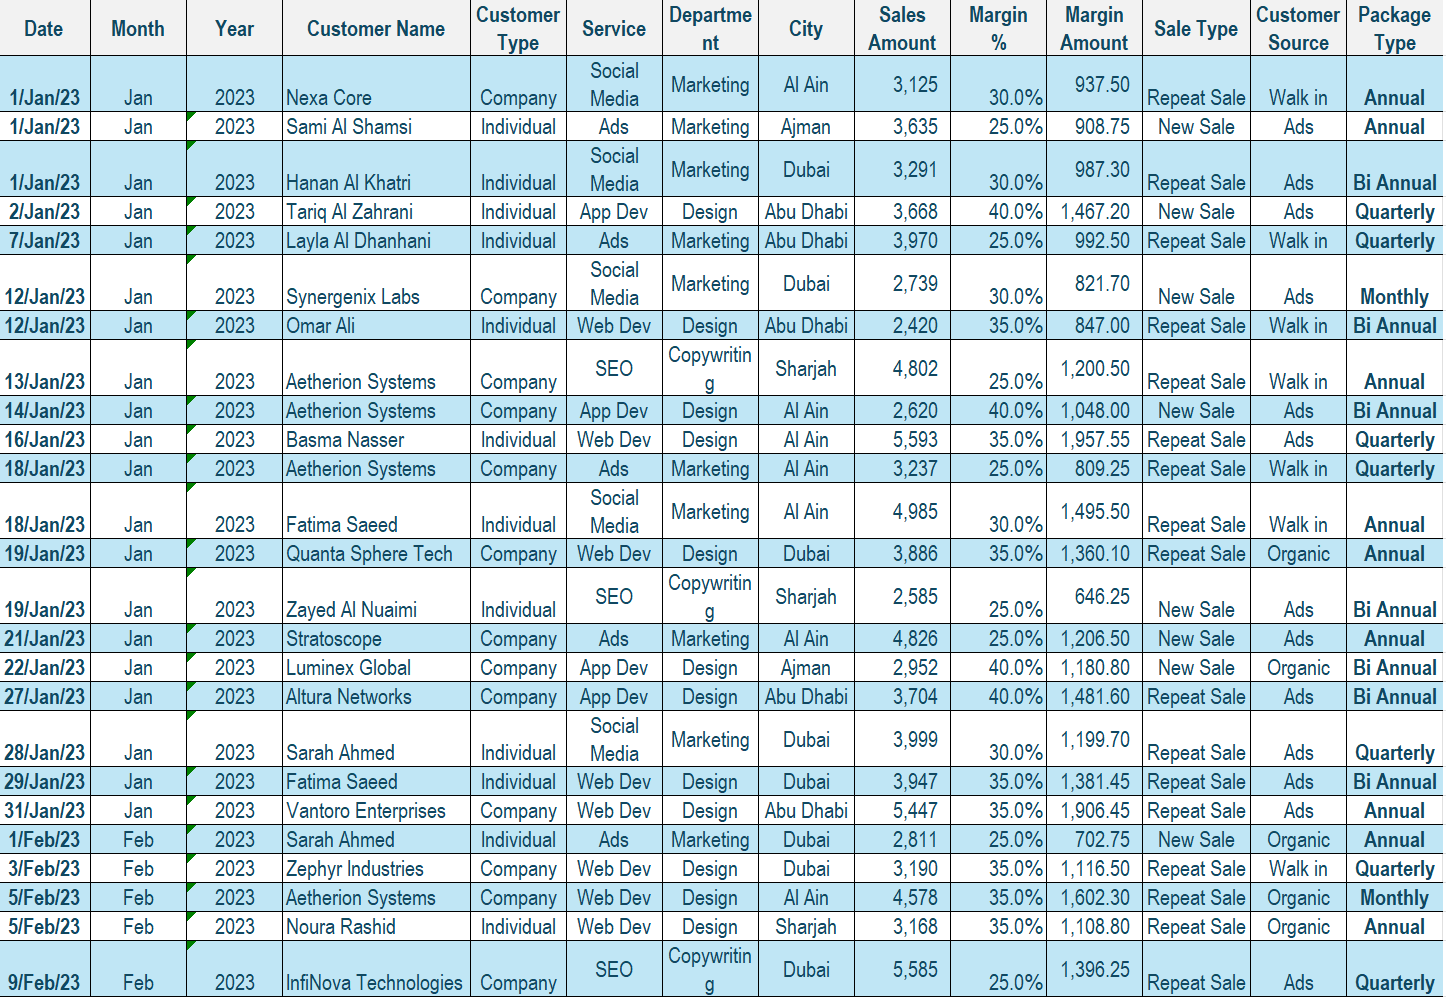 Date Month Year Customer Name Customer Type Service Department City Sales Amount Margin % Margin Amount Sale Type Customer Source Package Type
1/Jan/23 Jan 2023 Nexa Core Company Social Media Marketing Al Ain 3,125 30.0% 937.50 Repeat Sale Walk in Annual
1/Jan/23 Jan 2023 Sami Al Shamsi Individual Ads Marketing Ajman 3,635 25.0% 908.75 New Sale Ads Annual
1/Jan/23 Jan 2023 Hanan Al Khatri Individual Social Media Marketing Dubai 3,291 30.0% 987.30 Repeat Sale Ads Bi Annual
2/Jan/23 Jan 2023 Tariq Al Zahrani Individual App Dev Design Abu Dhabi 3,668 40.0% 1,467.20 New Sale Ads Quarterly
7/Jan/23 Jan 2023 Layla Al Dhanhani Individual Ads Marketing Abu Dhabi 3,970 25.0% 992.50 Repeat Sale Walk in Quarterly
12/Jan/23 Jan 2023 Synergenix Labs Company Social Media Marketing Dubai 2,739 30.0% 821.70 New Sale Ads Monthly
12/Jan/23 Jan 2023 Omar Ali Individual Web Dev Design Abu Dhabi 2,420 35.0% 847.00 Repeat Sale Walk in Bi Annual
13/Jan/23 Jan 2023 Aetherion Systems Company SEO Copywriting Sharjah 4,802 25.0% 1,200.50 Repeat Sale Walk in Annual
14/Jan/23 Jan 2023 Aetherion Systems Company App Dev Design Al Ain 2,620 40.0% 1,048.00 New Sale Ads Bi Annual
16/Jan/23 Jan 2023 Basma Nasser Individual Web Dev Design Al Ain 5,593 35.0% 1,957.55 Repeat Sale Ads Quarterly
18/Jan/23 Jan 2023 Aetherion Systems Company Ads Marketing Al Ain 3,237 25.0% 809.25 Repeat Sale Walk in Quarterly
18/Jan/23 Jan 2023 Fatima Saeed Individual Social Media Marketing Al Ain 4,985 30.0% 1,495.50 Repeat Sale Walk in Annual
19/Jan/23 Jan 2023 Quanta Sphere Tech Company Web Dev Design Dubai 3,886 35.0% 1,360.10 Repeat Sale Organic Annual
19/Jan/23 Jan 2023 Zayed Al Nuaimi Individual SEO Copywriting Sharjah 2,585 25.0% 646.25 New Sale Ads Bi Annual
21/Jan/23 Jan 2023 Stratoscope Company Ads Marketing Al Ain 4,826 25.0% 1,206.50 New Sale Ads Annual
22/Jan/23 Jan 2023 Luminex Global Company App Dev Design Ajman 2,952 40.0% 1,180.80 New Sale Organic Bi Annual
27/Jan/23 Jan 2023 Altura Networks Company App Dev Design Abu Dhabi 3,704 40.0% 1,481.60 Repeat Sale Ads Bi Annual
28/Jan/23 Jan 2023 Sarah Ahmed Individual Social Media Marketing Dubai 3,999 30.0% 1,199.70 Repeat Sale Ads Quarterly
29/Jan/23 Jan 2023 Fatima Saeed Individual Web Dev Design Dubai 3,947 35.0% 1,381.45 Repeat Sale Ads Bi Annual
31/Jan/23 Jan 2023 Vantoro Enterprises Company Web Dev Design Abu Dhabi 5,447 35.0% 1,906.45 Repeat Sale Ads Annual
1/Feb/23 Feb 2023 Sarah Ahmed Individual Ads Marketing Dubai 2,811 25.0% 702.75 New Sale Organic Annual
3/Feb/23 Feb 2023 Zephyr Industries Company Web Dev Design Dubai 3,190 35.0% 1,116.50 Repeat Sale Walk in Quarterly
5/Feb/23 Feb 2023 Aetherion Systems Company Web Dev Design Al Ain 4,578 35.0% 1,602.30 Repeat Sale Organic Monthly
5/Feb/23 Feb 2023 Noura Rashid Individual Web Dev Design Sharjah 3,168 35.0% 1,108.80 Repeat Sale Organic Annual
9/Feb/23 Feb 2023 InfiNova Technologies Company SEO Copywriting Dubai 5,585 25.0% 1,396.25 Repeat Sale Ads Quarterly